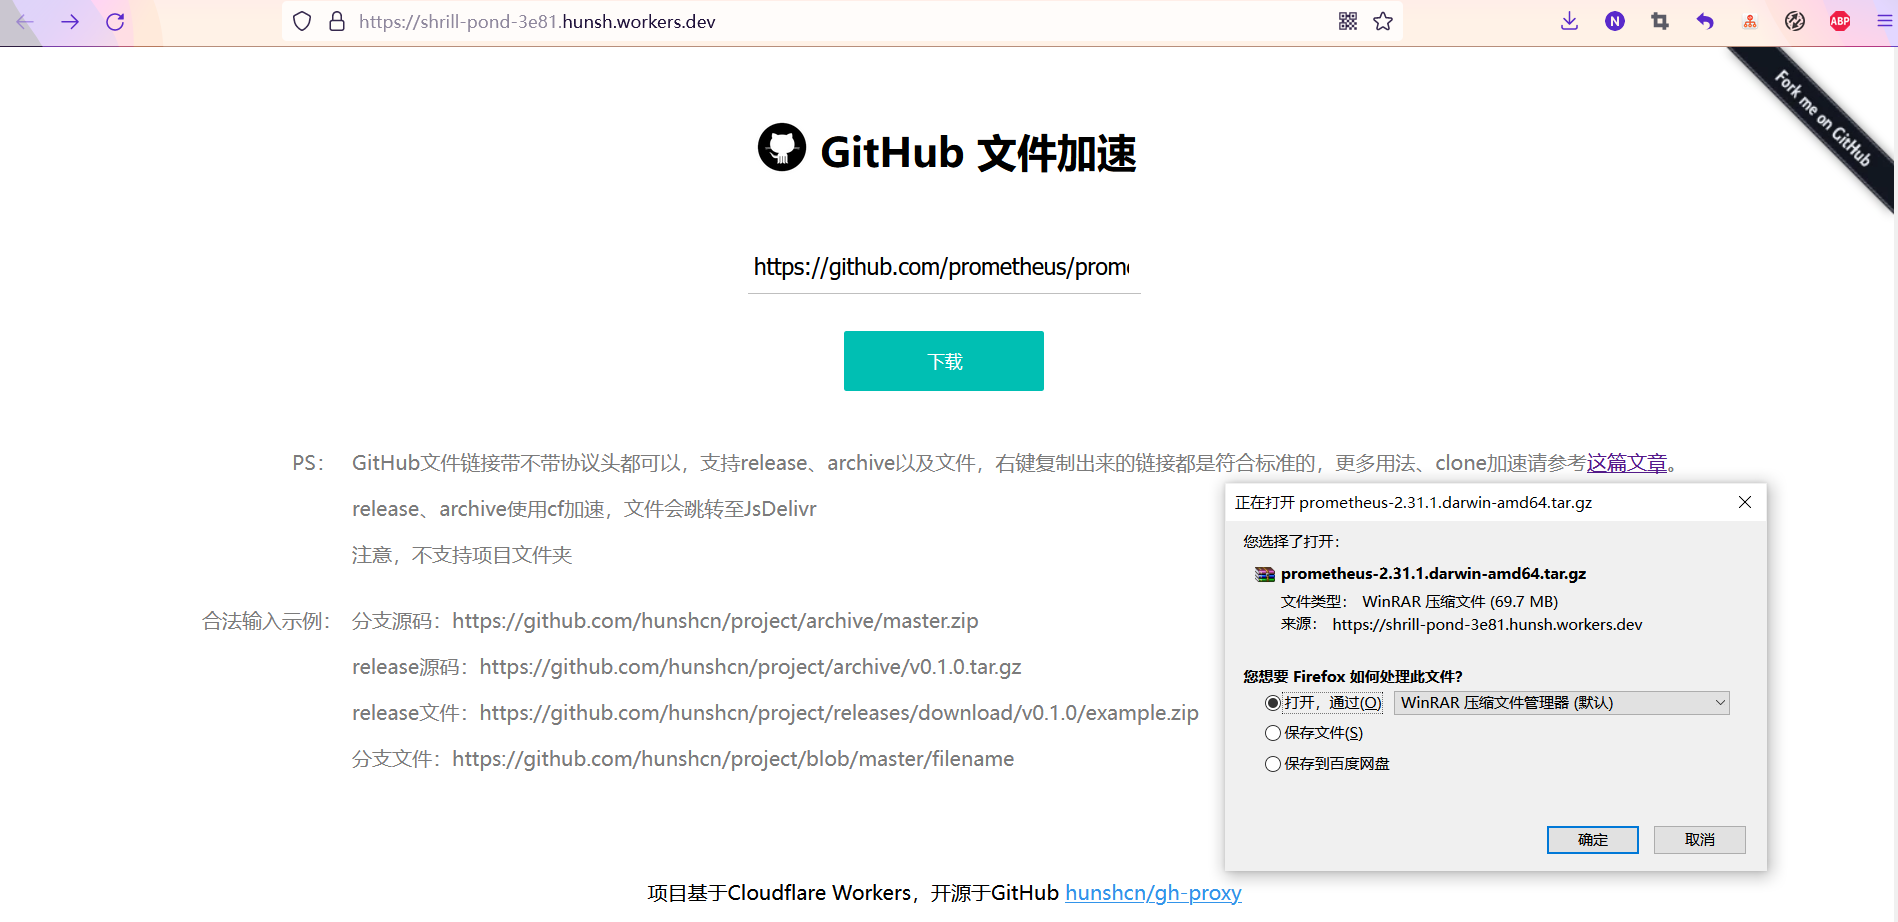 https://shrill-pond-3e81.hunsh.workers.dev
N
ABP
Fork me on GitHub
GitHub 文件加速
https://github.com/prometheus/prome
下载
PS： GitHub文件链接带不带协议头都可以，支持release、archive以及文件，右键复制出来的链接都是符合标准的，更多用法、clone加速请参考这篇文章。
release、archive使用cf加速，文件会跳转至JsDelivr
注意，不支持项目文件夹
合法输入示例： 分支源码：https://github.com/hunshcn/project/archive/master.zip
release源码：https://github.com/hunshcn/project/archive/v0.1.0.tar.gz
release文件：https://github.com/hunshcn/project/releases/download/v0.1.0/example.zip
分支文件：https://github.com/hunshcn/project/blob/master/filename
正在打开 prometheus-2.31.1.darwin-amd64.tar.gz
您选择了打开：
prometheus-2.31.1.darwin-amd64.tar.gz
文件类型： WinRAR 压缩文件 (69.7 MB)
来源： https://shrill-pond-3e81.hunsh.workers.dev
您想要 Firefox 如何处理此文件?
打开，通过(O) WinRAR 压缩文件管理器 (默认)
保存文件(S)
保存到百度网盘
确定 取消
项目基于Cloudflare Workers，开源于GitHub hunshcn/gh-proxy